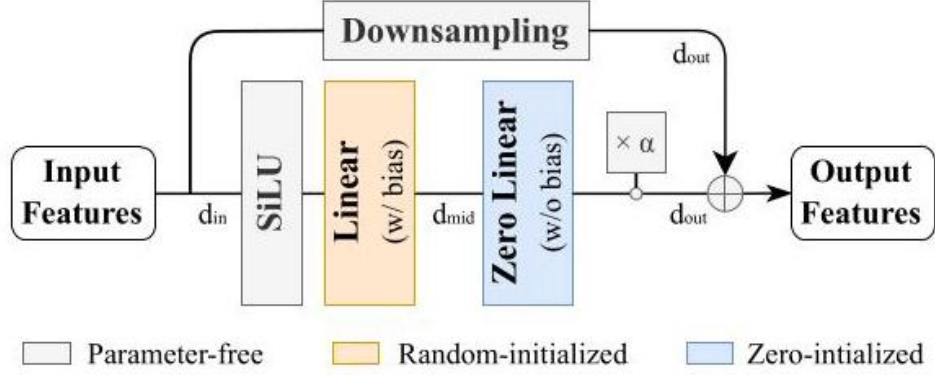 Downsampling
dout
Input
Features
din
SiLU
Linear
(w/ bias)
dmid
Zero Linear
(w/o bias)
× α
dout
Output
Features
Parameter-free
Random-initialized
Zero-intialized